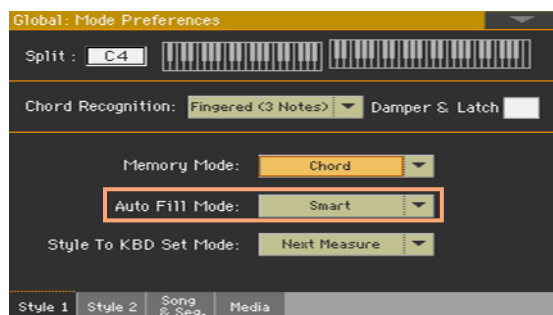 Global: Mode Preferences
Split : C4
Chord Recognition: Fingered (3 Notes) Damper & Latch
Memory Mode: Chord
Auto Fill Mode: Smart
Style To KBD Set Mode: Next Measure
Style 1 Style 2 Song & Seq. Media